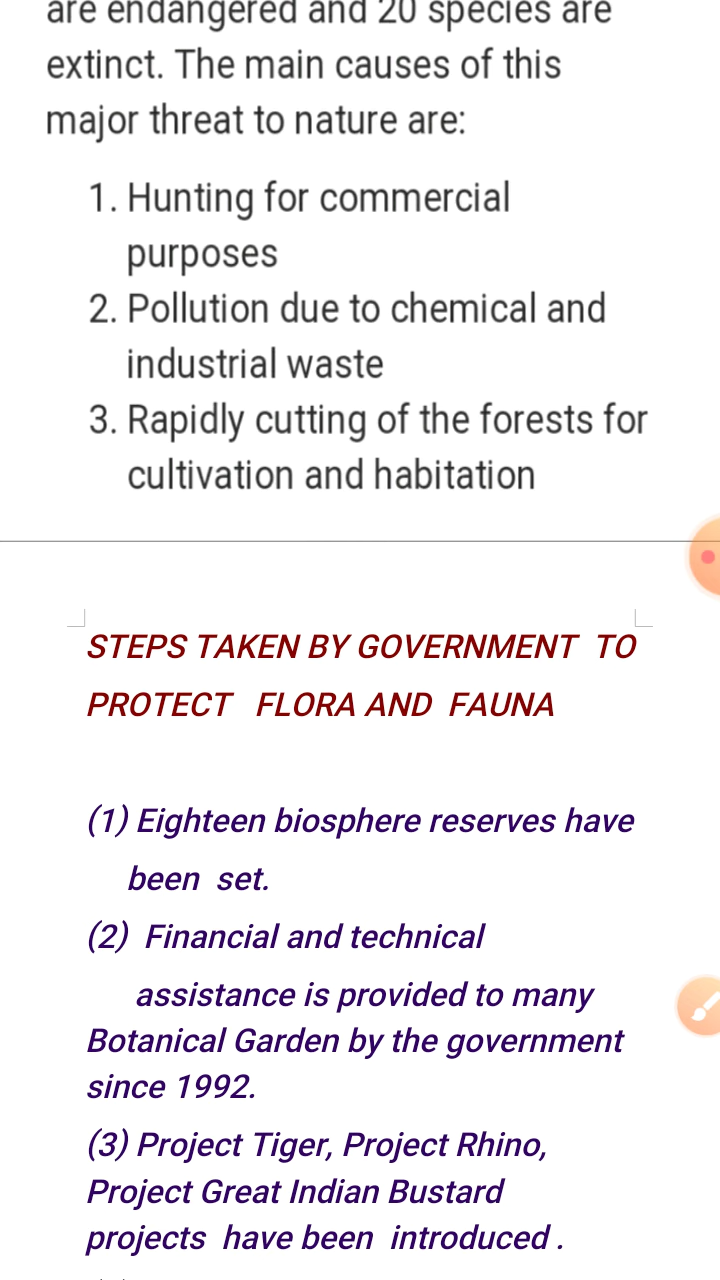 are endangered and 20 species are
extinct. The main causes of this
major threat to nature are:
1. Hunting for commercial
purposes
2. Pollution due to chemical and
industrial waste
3. Rapidly cutting of the forests for
cultivation and habitation
STEPS TAKEN BY GOVERNMENT TO
PROTECT FLORA AND FAUNA
(1) Eighteen biosphere reserves have
been set.
(2) Financial and technical
assistance is provided to many
Botanical Garden by the government
since 1992.
(3) Project Tiger, Project Rhino,
Project Great Indian Bustard
projects have been introduced .